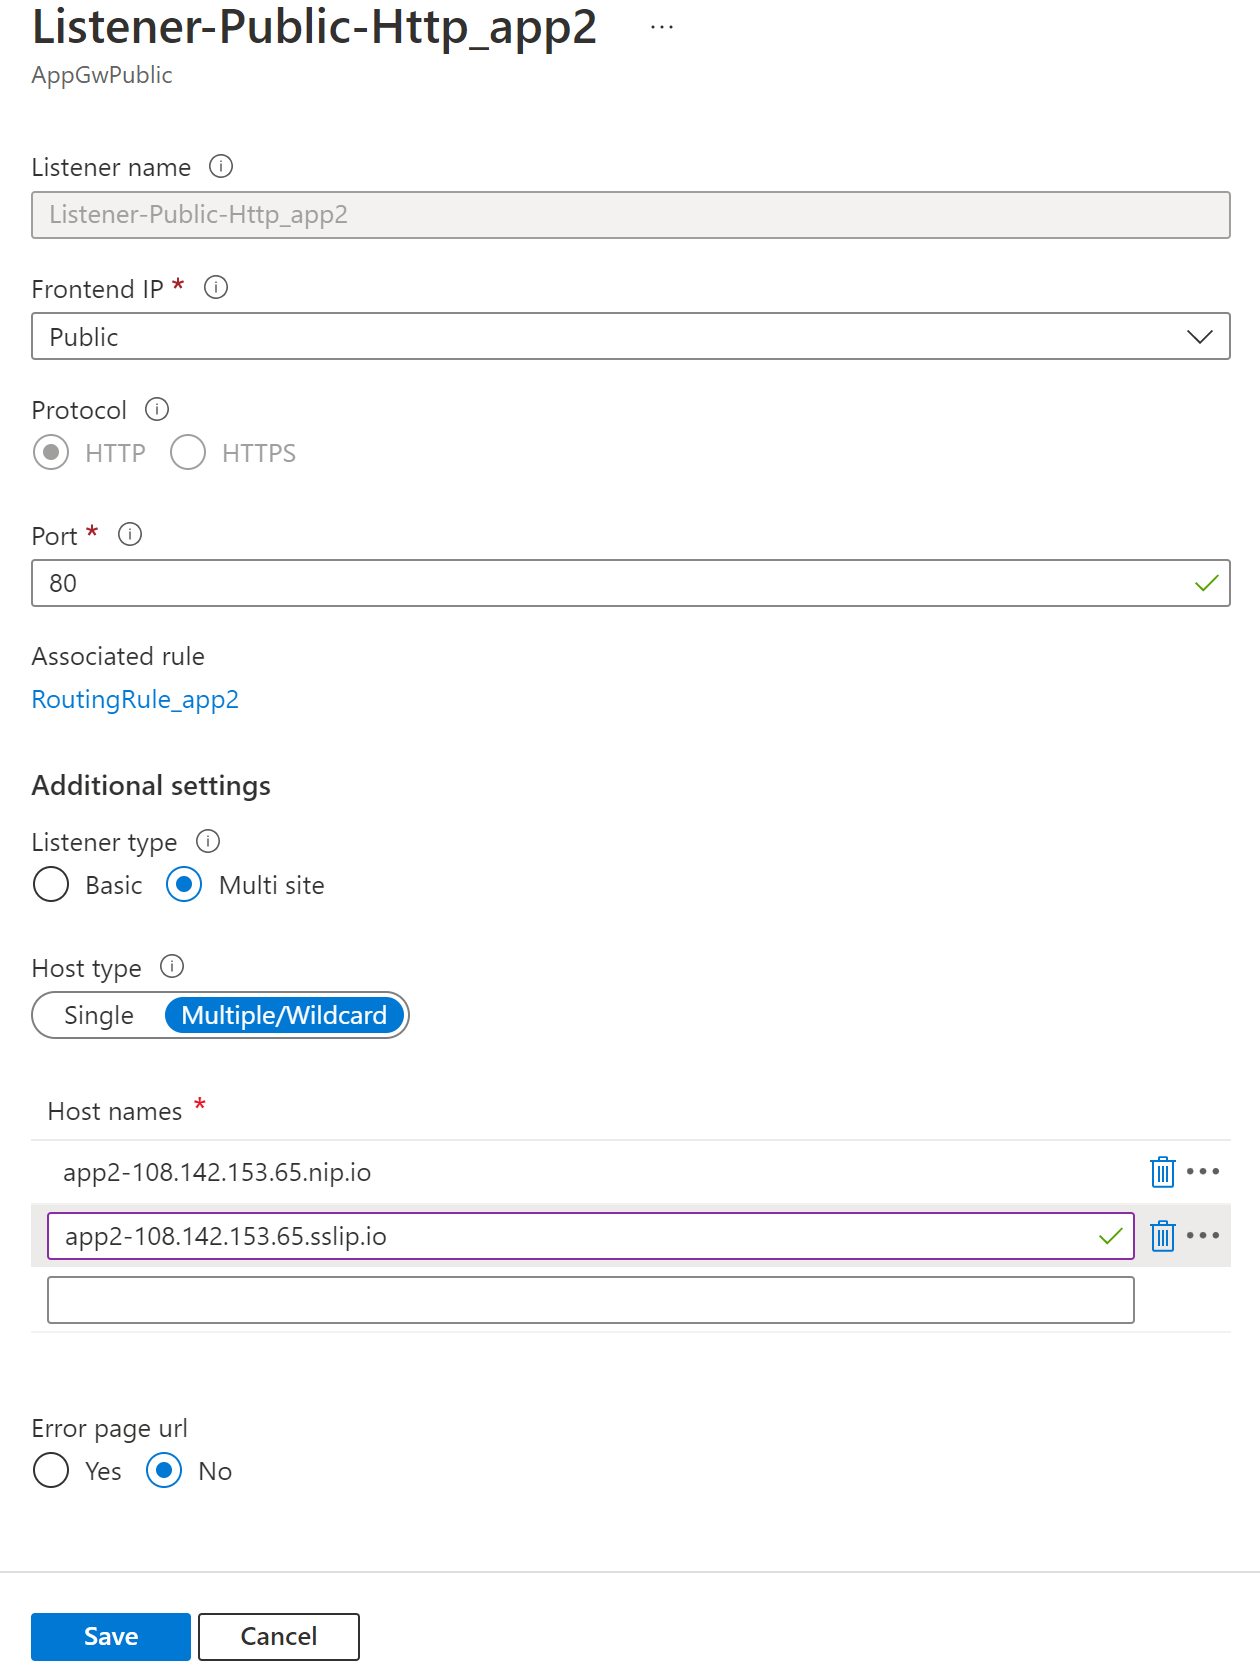 Listener-Public-Http_app2 ...
AppGwPublic
Listener name
Listener-Public-Http_app2
Frontend IP *
Public
Protocol
HTTP HTTPS
Port *
80
Associated rule
RoutingRule_app2
Additional settings
Listener type
Basic Multi site
Host type
Single Multiple/Wildcard
Host names *
app2-108.142.153.65.nip.io
app2-108.142.153.65.sslip.io
Error page url
Yes No
Save Cancel